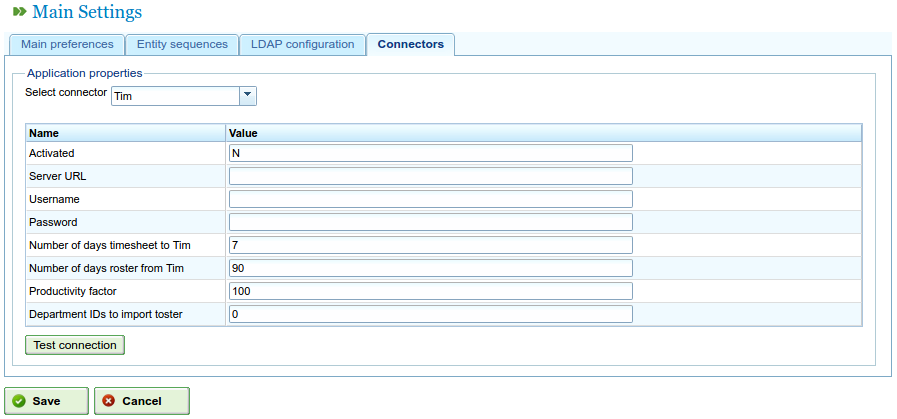 Main Settings
Main preferences Entity sequences LDAP configuration Connectors
Application properties
Select connector Tim
Name Value
Activated N
Server URL
Username
Password
Number of days timesheet to Tim 7
Number of days roster from Tim 90
Productivity factor 100
Department IDs to import toster 0
Test connection
Save Cancel